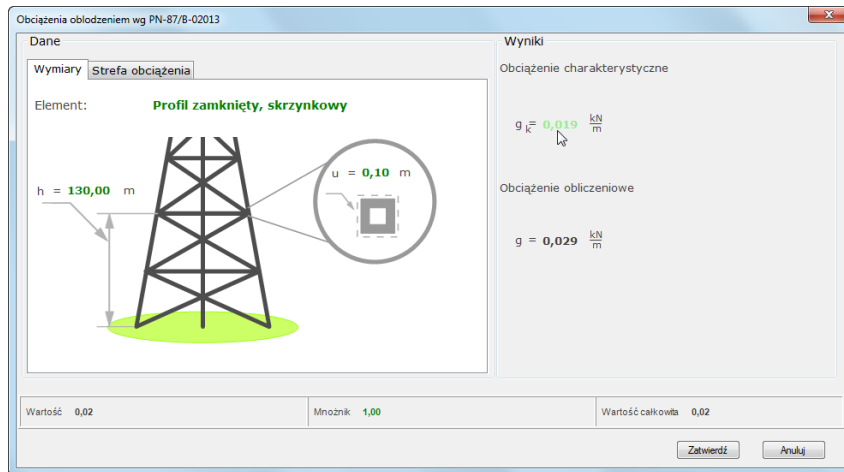 Obciążenia oblodzeniem wg PN-87/B-02013
Dane
Wymiary
Strefa obciążenia
Element: Profil zamknięty, skrzynkowy
u = 0,10 m
h = 130,00 m
Wyniki
Obciążenie charakterystyczne
g k = 0,019 kN/m
Obciążenie obliczeniowe
g = 0,029 kN/m
Wartość 0,02
Mnożnik 1,00
Wartość całkowita 0,02
Zatwierdź
Anuluj